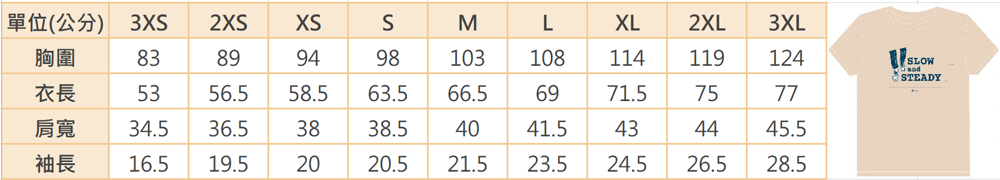 單位(公分) 3XS 2XS XS S M L XL 2XL 3XL
胸圍 83 89 94 98 103 108 114 119 124
衣長 53 56.5 58.5 63.5 66.5 69 71.5 75 77
肩寬 34.5 36.5 38 38.5 40 41.5 43 44 45.5
袖長 16.5 19.5 20 20.5 21.5 23.5 24.5 26.5 28.5
SLOW
and
STEADY